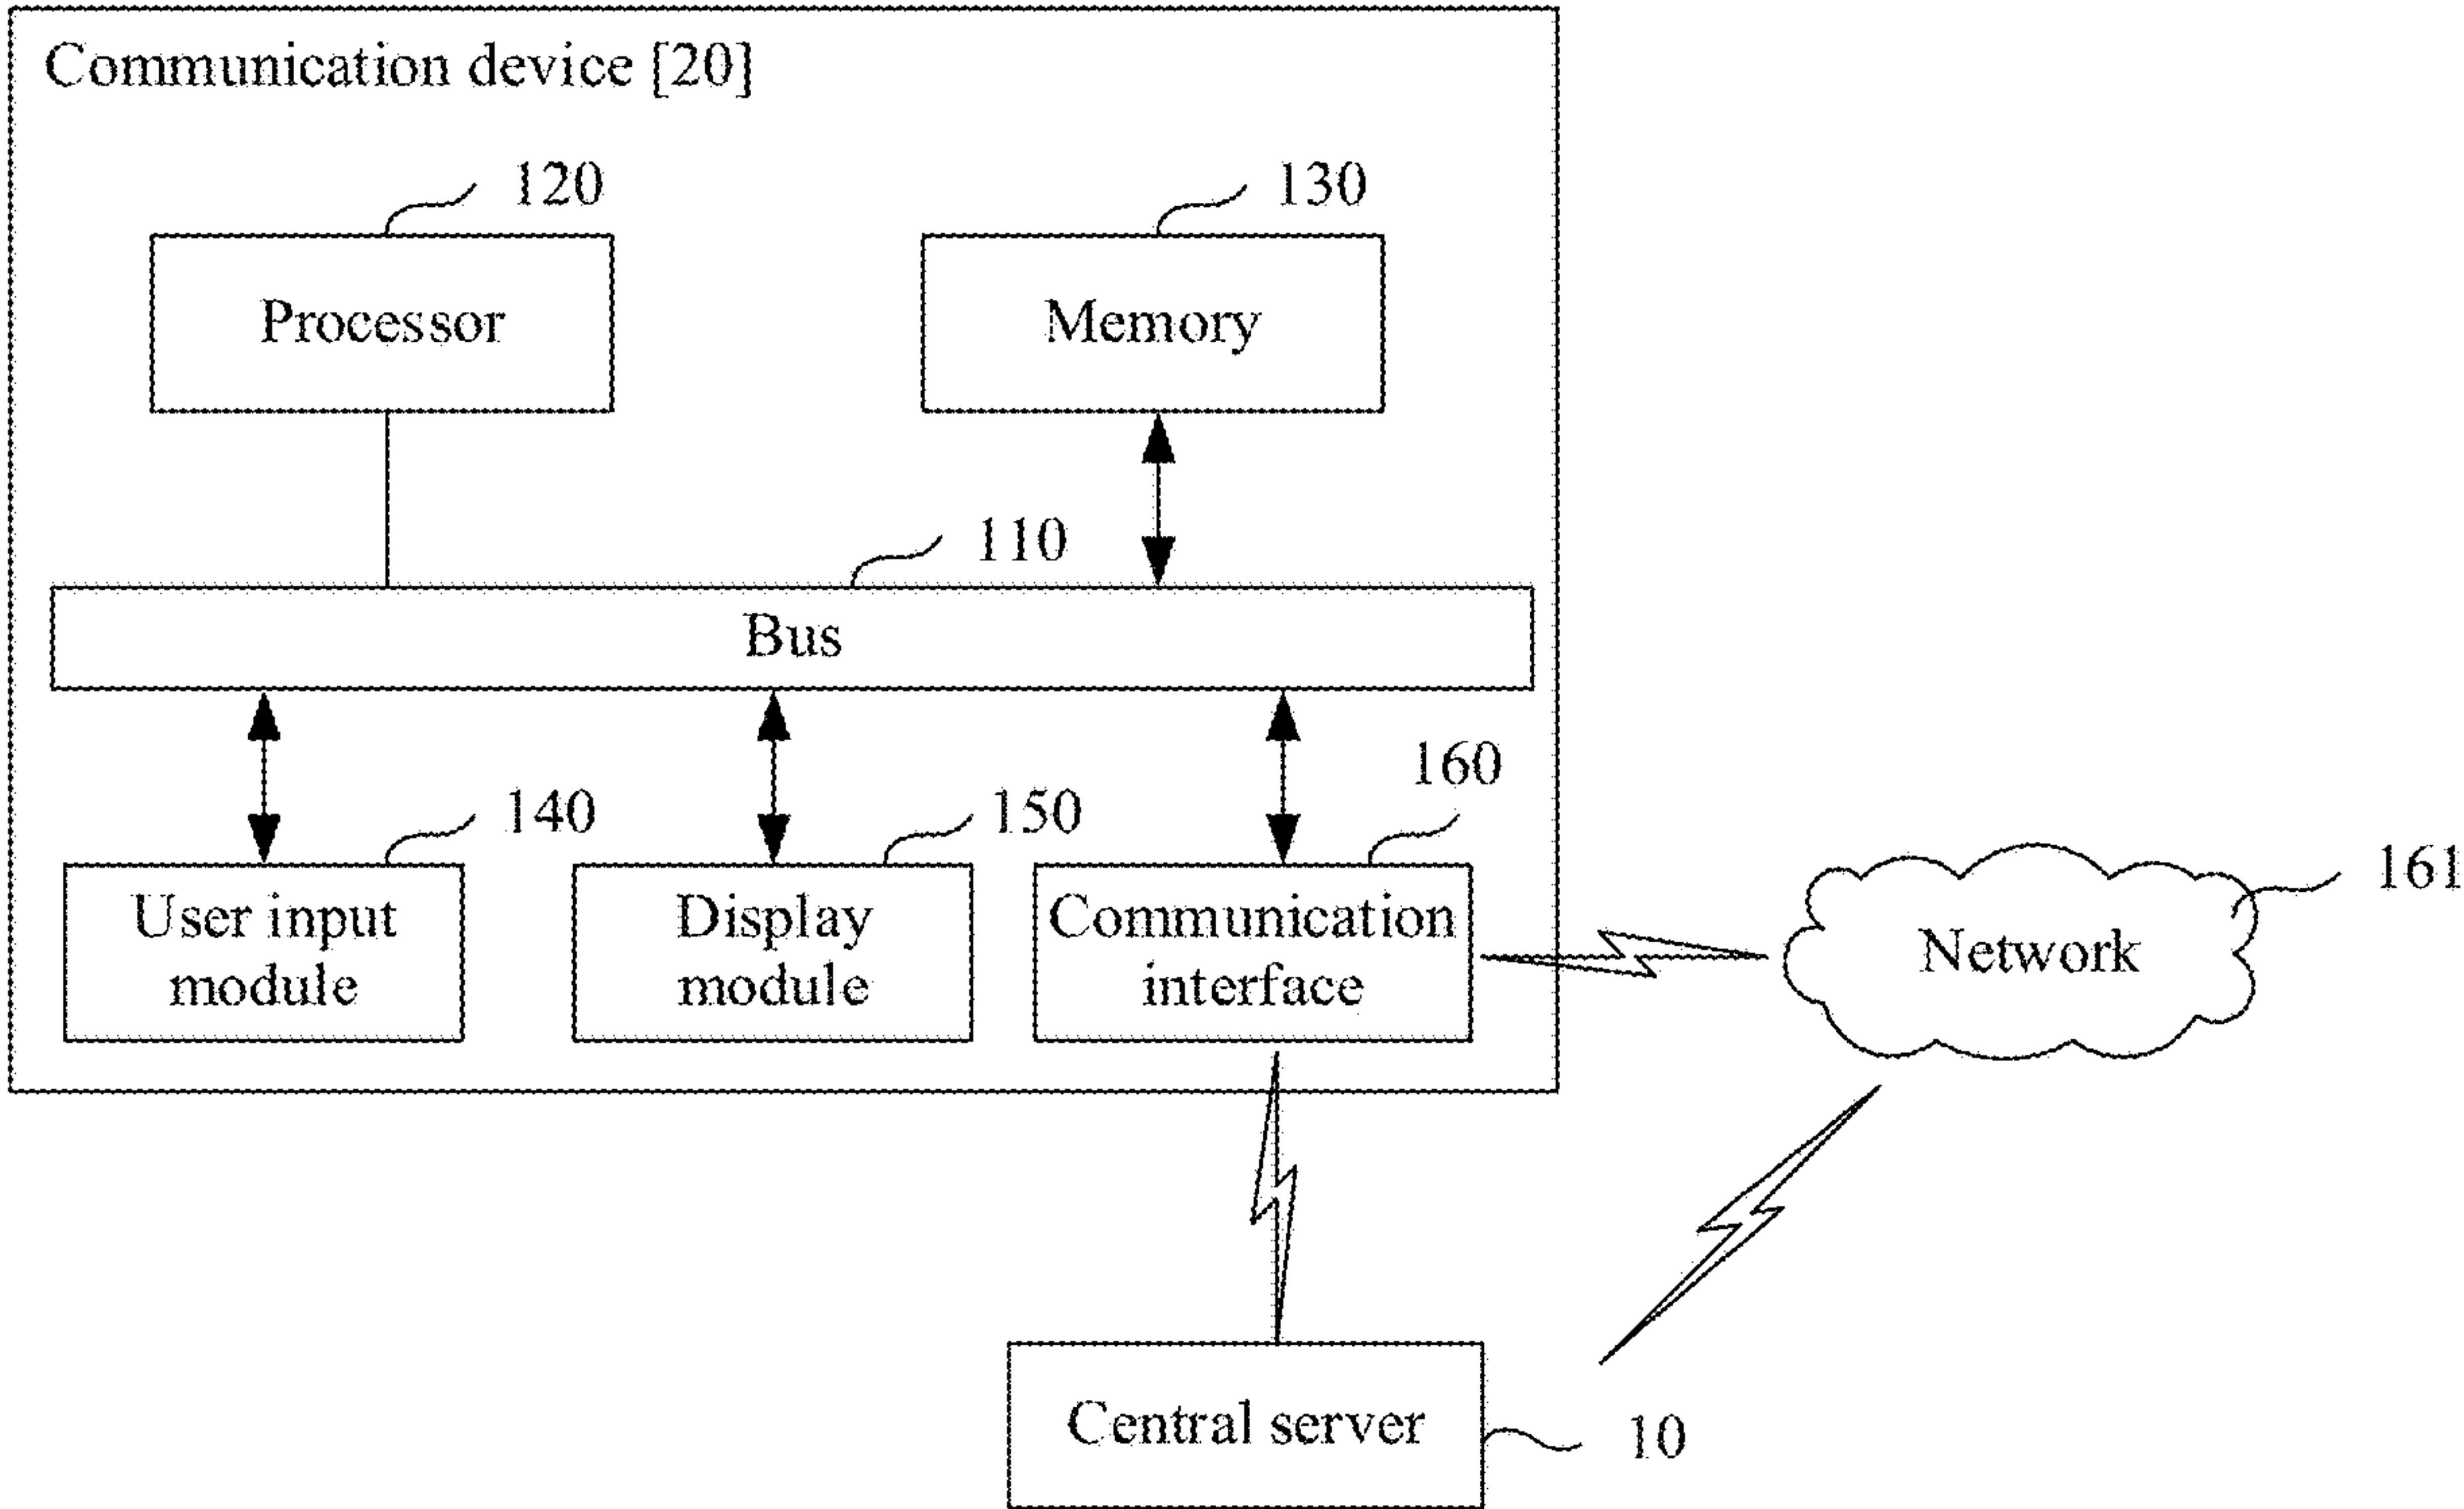 Communication device [20]
120
130
Processor
Memory
110
Bus
160
140
150
161
User input
module
Display
module
Communication
interface
Network
Central server
10